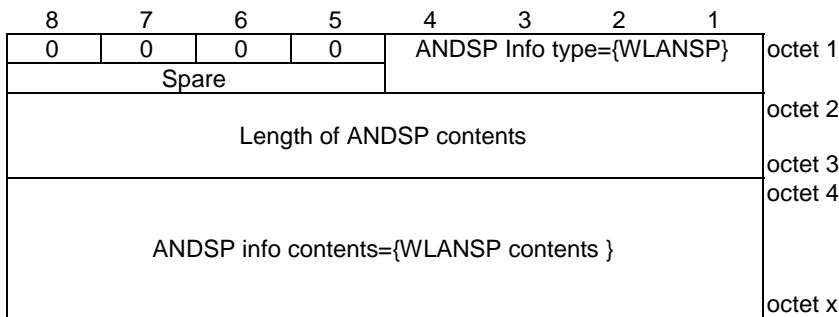 8 7 6 5 4 3 2 1
0 0 0 0 ANDSP Info type={WLANSP} octet 1
Spare
octet 2
Length of ANDSP contents
octet 3
octet 4
ANDSP info contents={WLANSP contents }
octet x